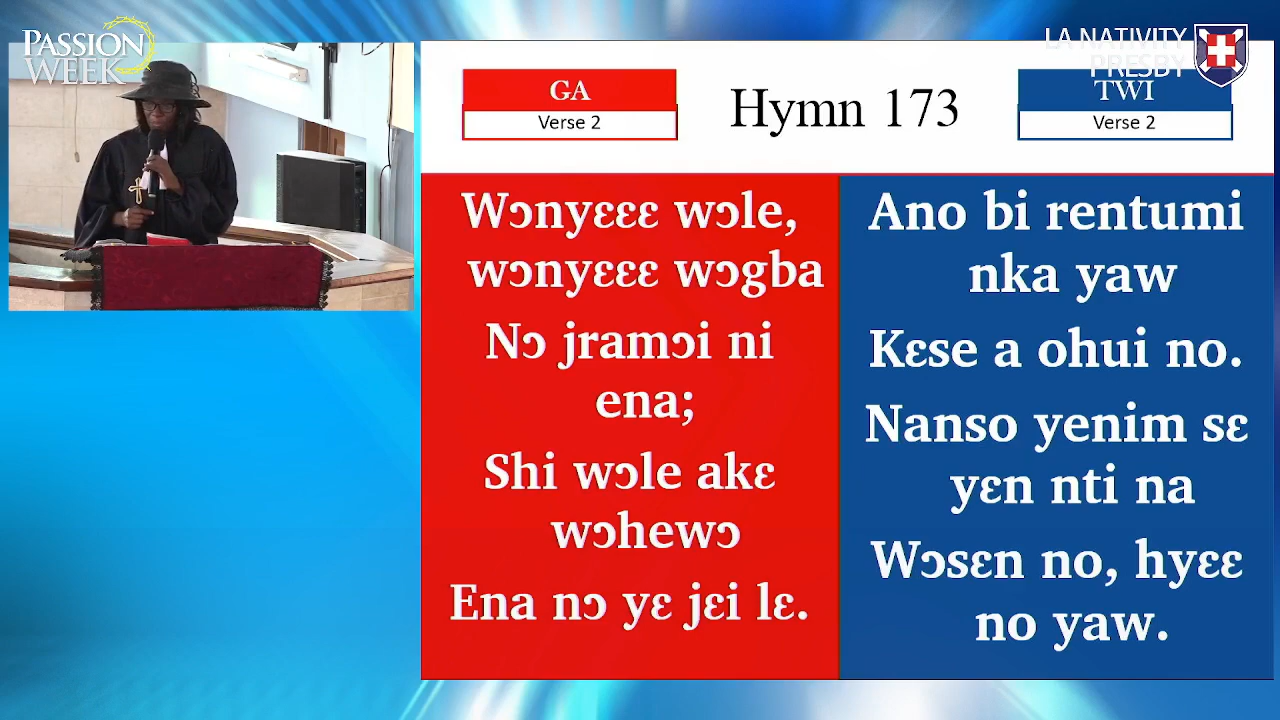 PASSION
WEEK
LA NATIVITY
PRESBY
GA
Verse 2
Hymn 173
TWI
Verse 2
Wɔnyɛɛɛ wɔle,
wɔnyɛɛɛ wɔgba
Nɔ jramɔi ni
ena;
Shi wɔle akɛ
wɔhewɔ
Ena nɔ yɛ jɛi lɛ.
Ano bi rentumi
nka yaw
Kɛse a ohui no.
Nanso yenim sɛ
yɛn nti na
Wɔsɛn no, hyɛɛ
no yaw.